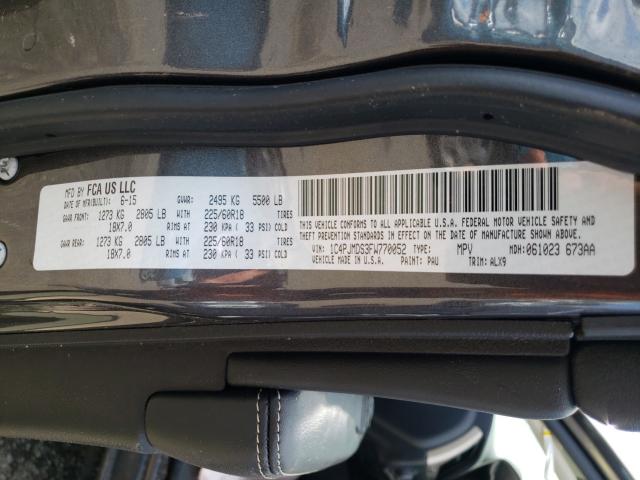 MFD BY FCA US LLC
DATE OF MFR(BUILT): 6-15 GVWR: 2495 KG 5500 LB
GAWR FRONT: 1273 KG 2805 LB WITH 225/60R18 TIRES
18X7.0 RIMS AT 230 KPA ( 33 PSI) COLD
GAWR REAR: 1273 KG 2805 LB WITH 225/60R18 TIRES
18X7.0 RIMS AT 230 KPA ( 33 PSI) COLD
THIS VEHICLE CONFORMS TO ALL APPLICABLE U.S.A. FEDERAL MOTOR VEHICLE SAFETY AND
THEFT PREVENTION STANDARDS IN EFFECT ON THE DATE OF MANUFACTURE SHOWN ABOVE.
VIN: 1C4PJMDS3FW770052 TYPE: MPV MDH:061023 673AA
VEHICLE MADE IN U.S.A. PAINT: PAU TRIM: ALX9